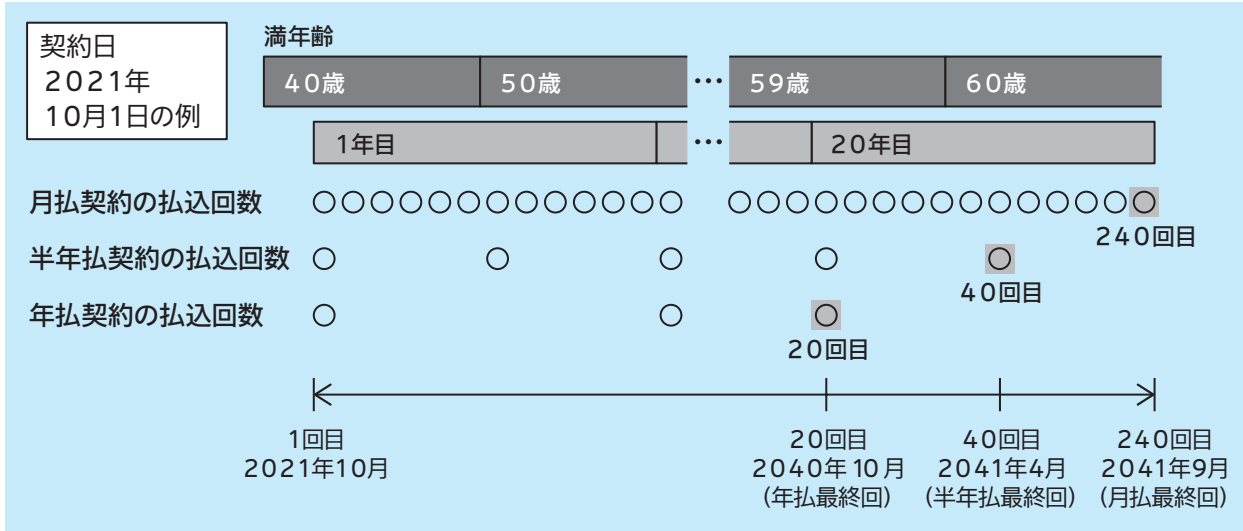 契約日
2021年
10月1日の例
満年齢
40歳 50歳 … 59歳 60歳
1年目 … 20年目
月払契約の払込回数
240回目
半年払契約の払込回数
40回目
年払契約の払込回数
20回目
1回目
2021年10月
20回目
2040年10月
(年払最終回)
40回目
2041年4月
(半年払最終回)
240回目
2041年9月
(月払最終回)